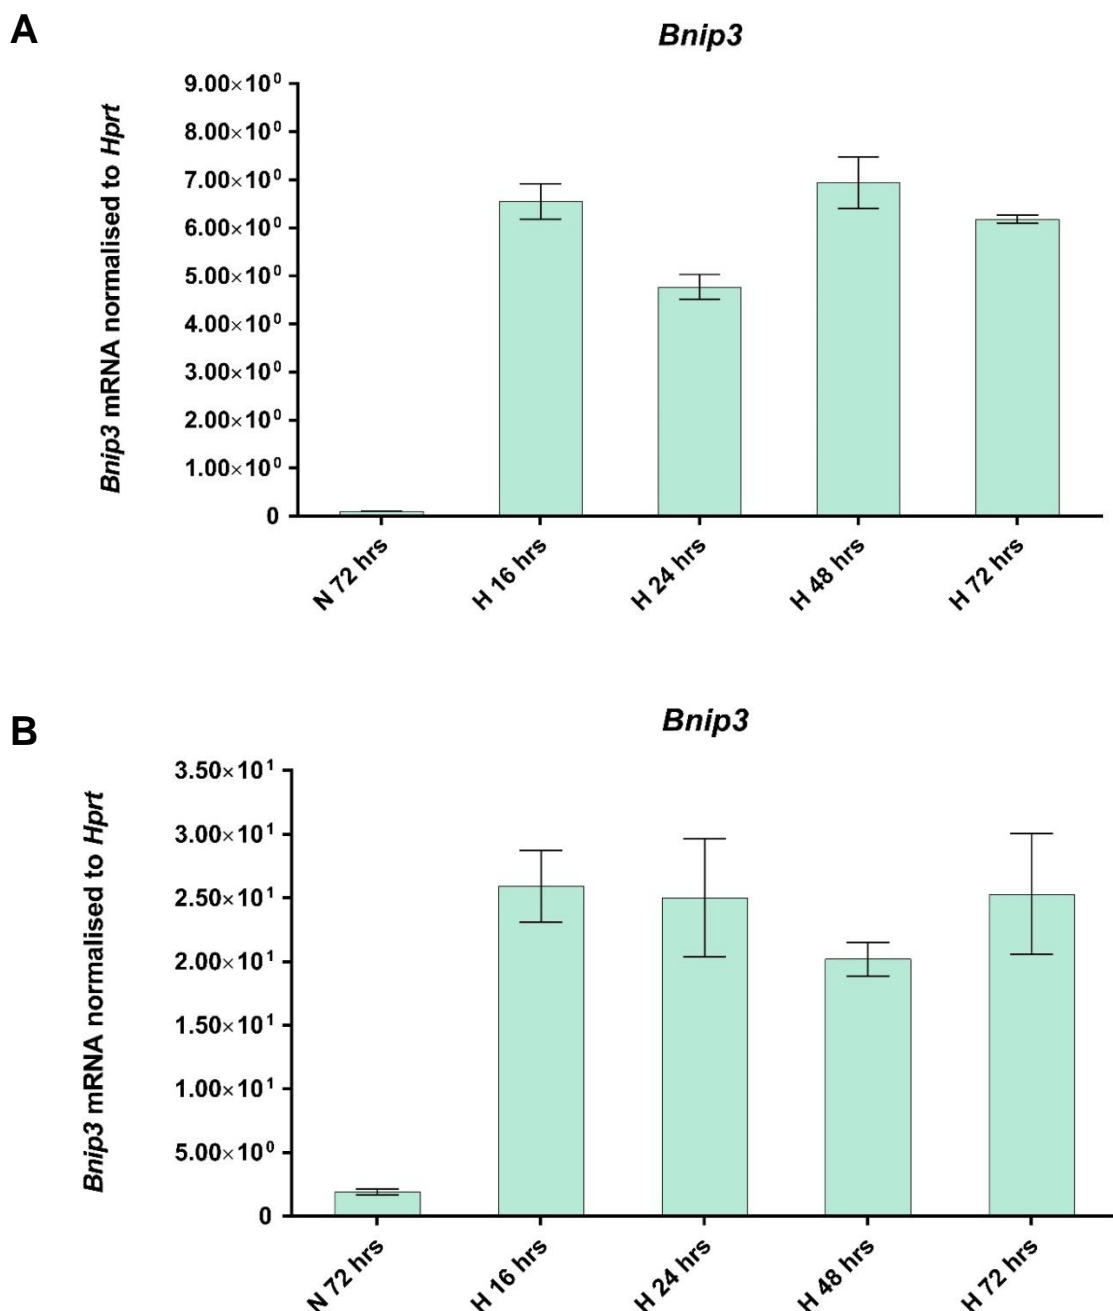 A
Bnip3
Bnip3 mRNA normalised to Hprt
9.00×10⁰
8.00×10⁰
7.00×10⁰
6.00×10⁰
5.00×10⁰
4.00×10⁰
3.00×10⁰
2.00×10⁰
1.00×10⁰
0
N 72 hrs
H 16 hrs
H 24 hrs
H 48 hrs
H 72 hrs
B
Bnip3
Bnip3 mRNA normalised to Hprt
3.50×10¹
3.00×10¹
2.50×10¹
2.00×10¹
1.50×10¹
1.00×10¹
5.00×10⁰
0
N 72 hrs
H 16 hrs
H 24 hrs
H 48 hrs
H 72 hrs